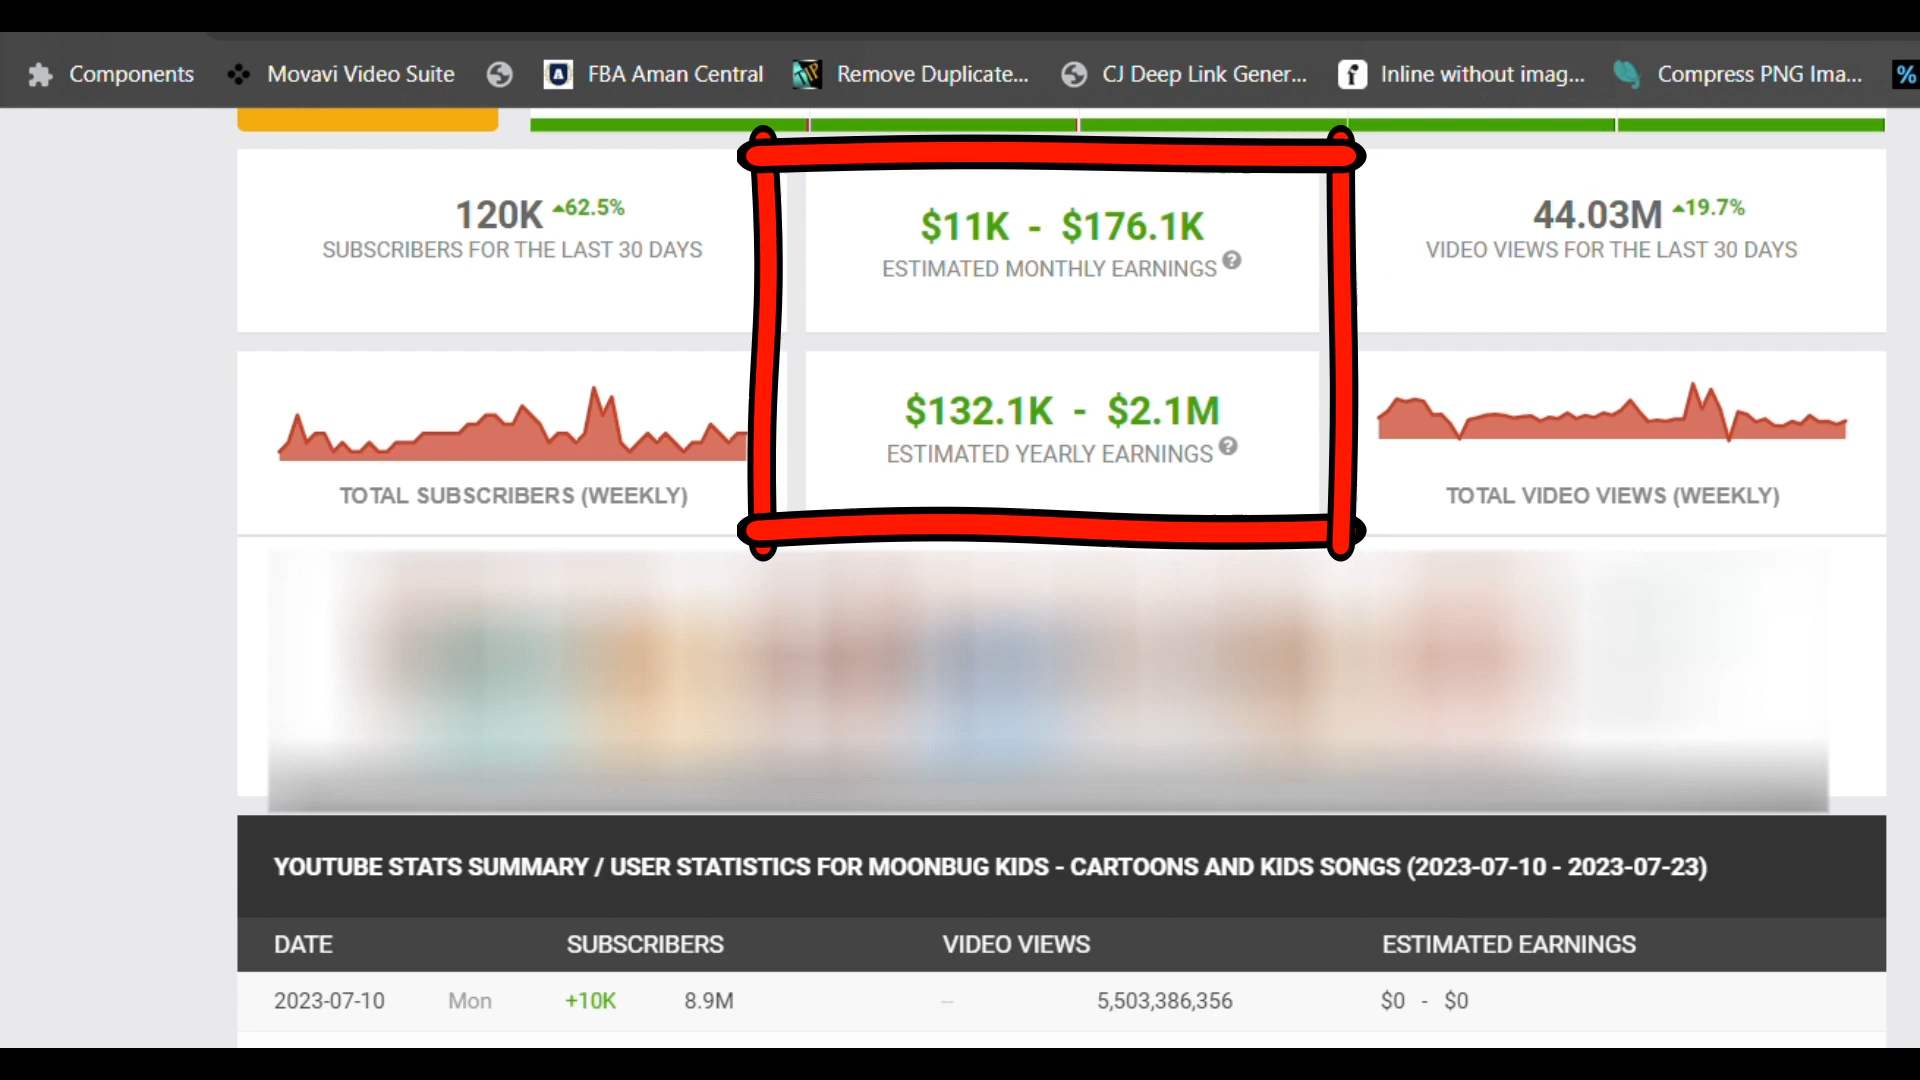 Components
Movavi Video Suite
FBA Aman Central
Remove Duplicate...
CJ Deep Link Gener...
Inline without imag...
Compress PNG Ima...
120K 62.5%
SUBSCRIBERS FOR THE LAST 30 DAYS
$11K - $176.1K
ESTIMATED MONTHLY EARNINGS
44.03M 19.7%
VIDEO VIEWS FOR THE LAST 30 DAYS
TOTAL SUBSCRIBERS (WEEKLY)
$132.1K - $2.1M
ESTIMATED YEARLY EARNINGS
TOTAL VIDEO VIEWS (WEEKLY)
YOUTUBE STATS SUMMARY / USER STATISTICS FOR MOONBUG KIDS - CARTOONS AND KIDS SONGS (2023-07-10 - 2023-07-23)
DATE SUBSCRIBERS VIDEO VIEWS ESTIMATED EARNINGS
2023-07-10 Mon +10K 8.9M -- 5,503,386,356 $0 - $0